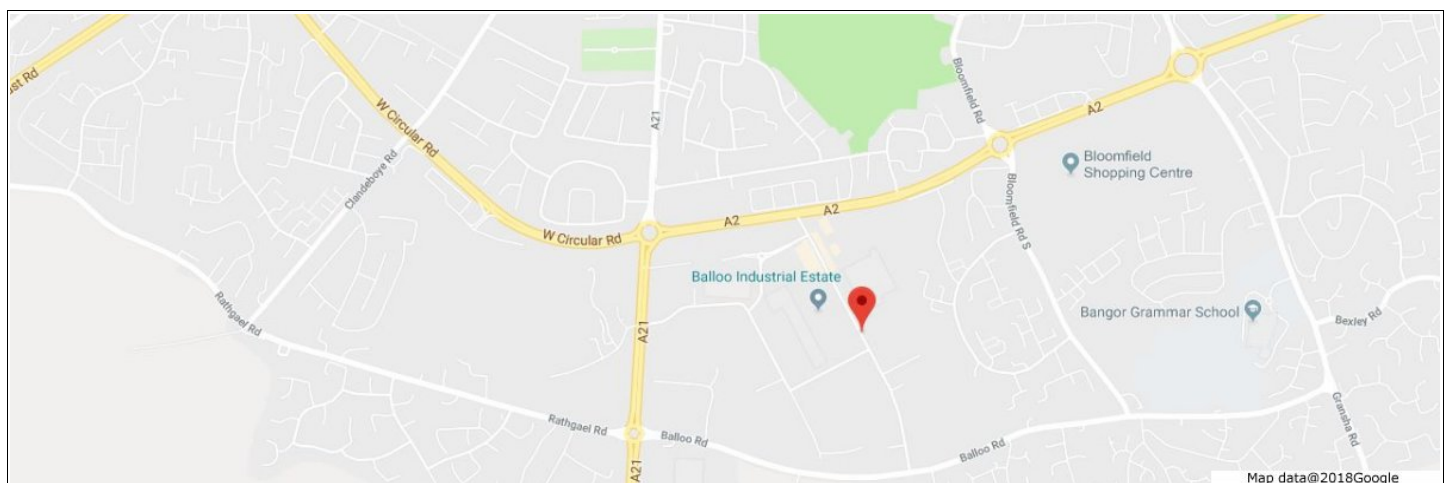 st Rd
W Circular Rd
Clandeboye Rd
A21
Bloomfield Rd
A2
Bloomfield
Shopping Centre
Bloomfield Rd S
A2
A2
W Circular Rd
Balloo Industrial Estate
Bangor Grammar School
Bexley Rd
Rathgael Rd
A21
Gransha Rd
Rathgael Rd
Balloo Rd
Balloo Rd
A21
Map data@2018Google